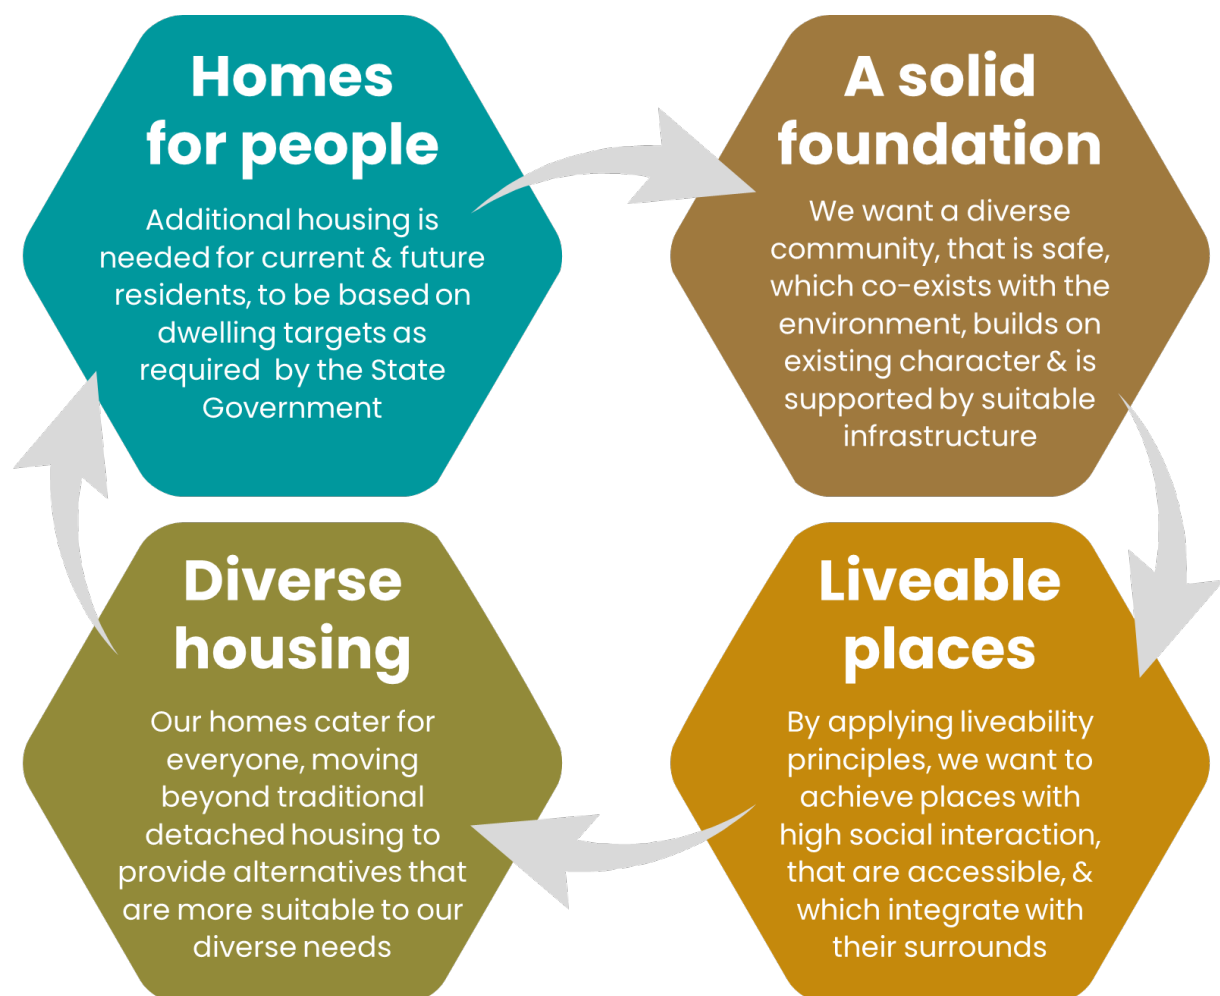 Homes
for people
Additional housing is
needed for current & future
residents, to be based on
dwelling targets as
required  by the State
Government
A solid
foundation
We want a diverse
community, that is safe,
which co-exists with the
environment, builds on
existing character & is
supported by suitable
infrastructure
Diverse
housing
Our homes cater for
everyone, moving
beyond traditional
detached housing to
provide alternatives that
are more suitable to our
diverse needs
Liveable
places
By applying liveability
principles, we want to
achieve places with
high social interaction,
that are accessible, &
which integrate with
their surrounds